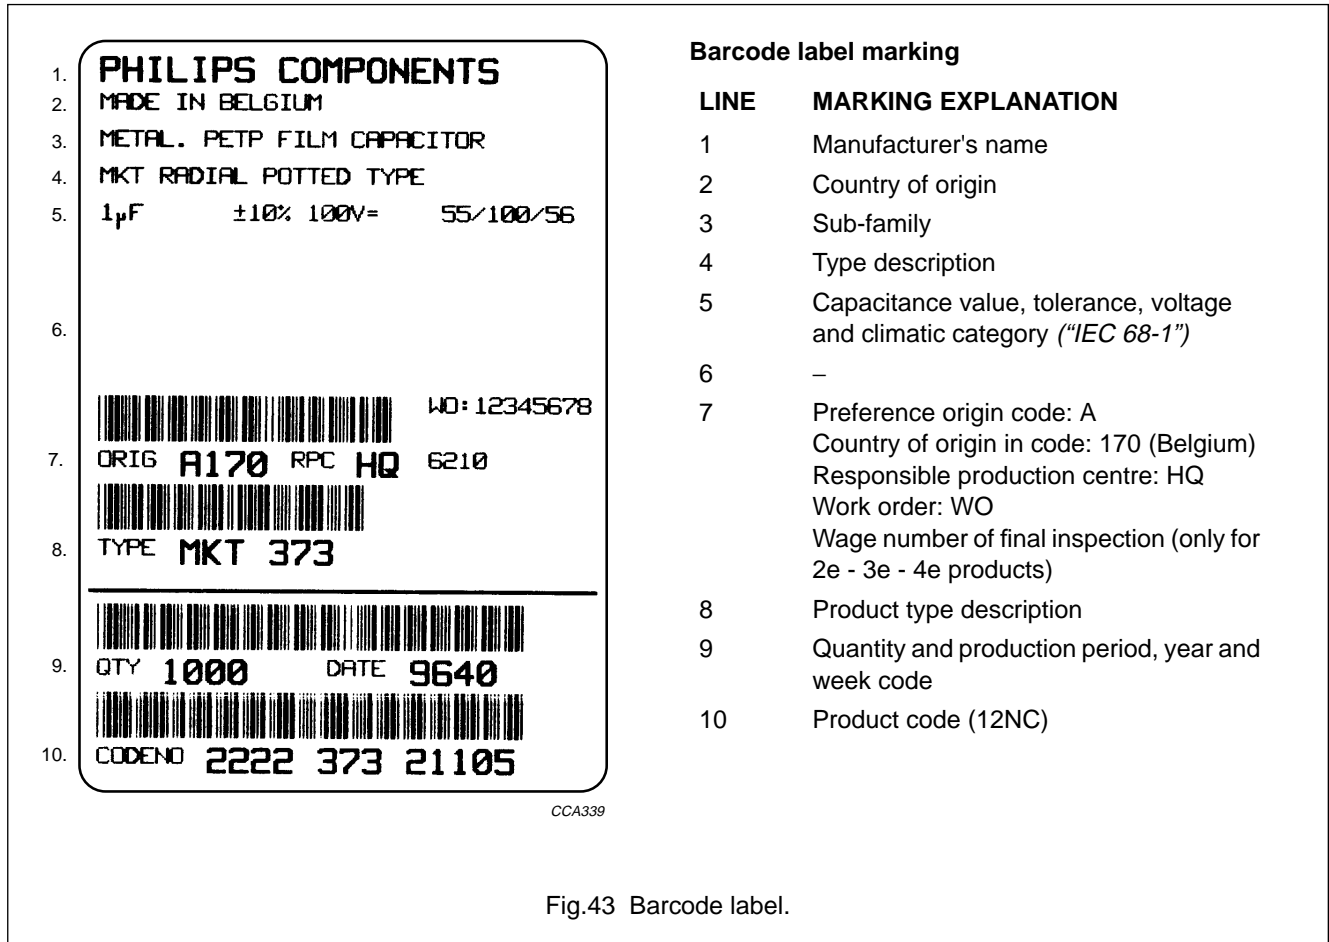 1. PHILIPS COMPONENTS
2. MADE IN BELGIUM
3. METAL. PETP FILM CAPACITOR
4. MKT RADIAL POTTED TYPE
5. 1μF ±10% 100V= 55/100/56
6.
WO:12345678
7. ORIG A170 RPC HQ 6210
8. TYPE MKT 373
9. QTY 1000 DATE 9640
10. CODENO 2222 373 21105
CCA339
Barcode label marking
LINE MARKING EXPLANATION
1 Manufacturer's name
2 Country of origin
3 Sub-family
4 Type description
5 Capacitance value, tolerance, voltage
and climatic category (“IEC 68-1”)
6 –
7 Preference origin code: A
Country of origin in code: 170 (Belgium)
Responsible production centre: HQ
Work order: WO
Wage number of final inspection (only for
2e - 3e - 4e products)
8 Product type description
9 Quantity and production period, year and
week code
10 Product code (12NC)
Fig.43 Barcode label.